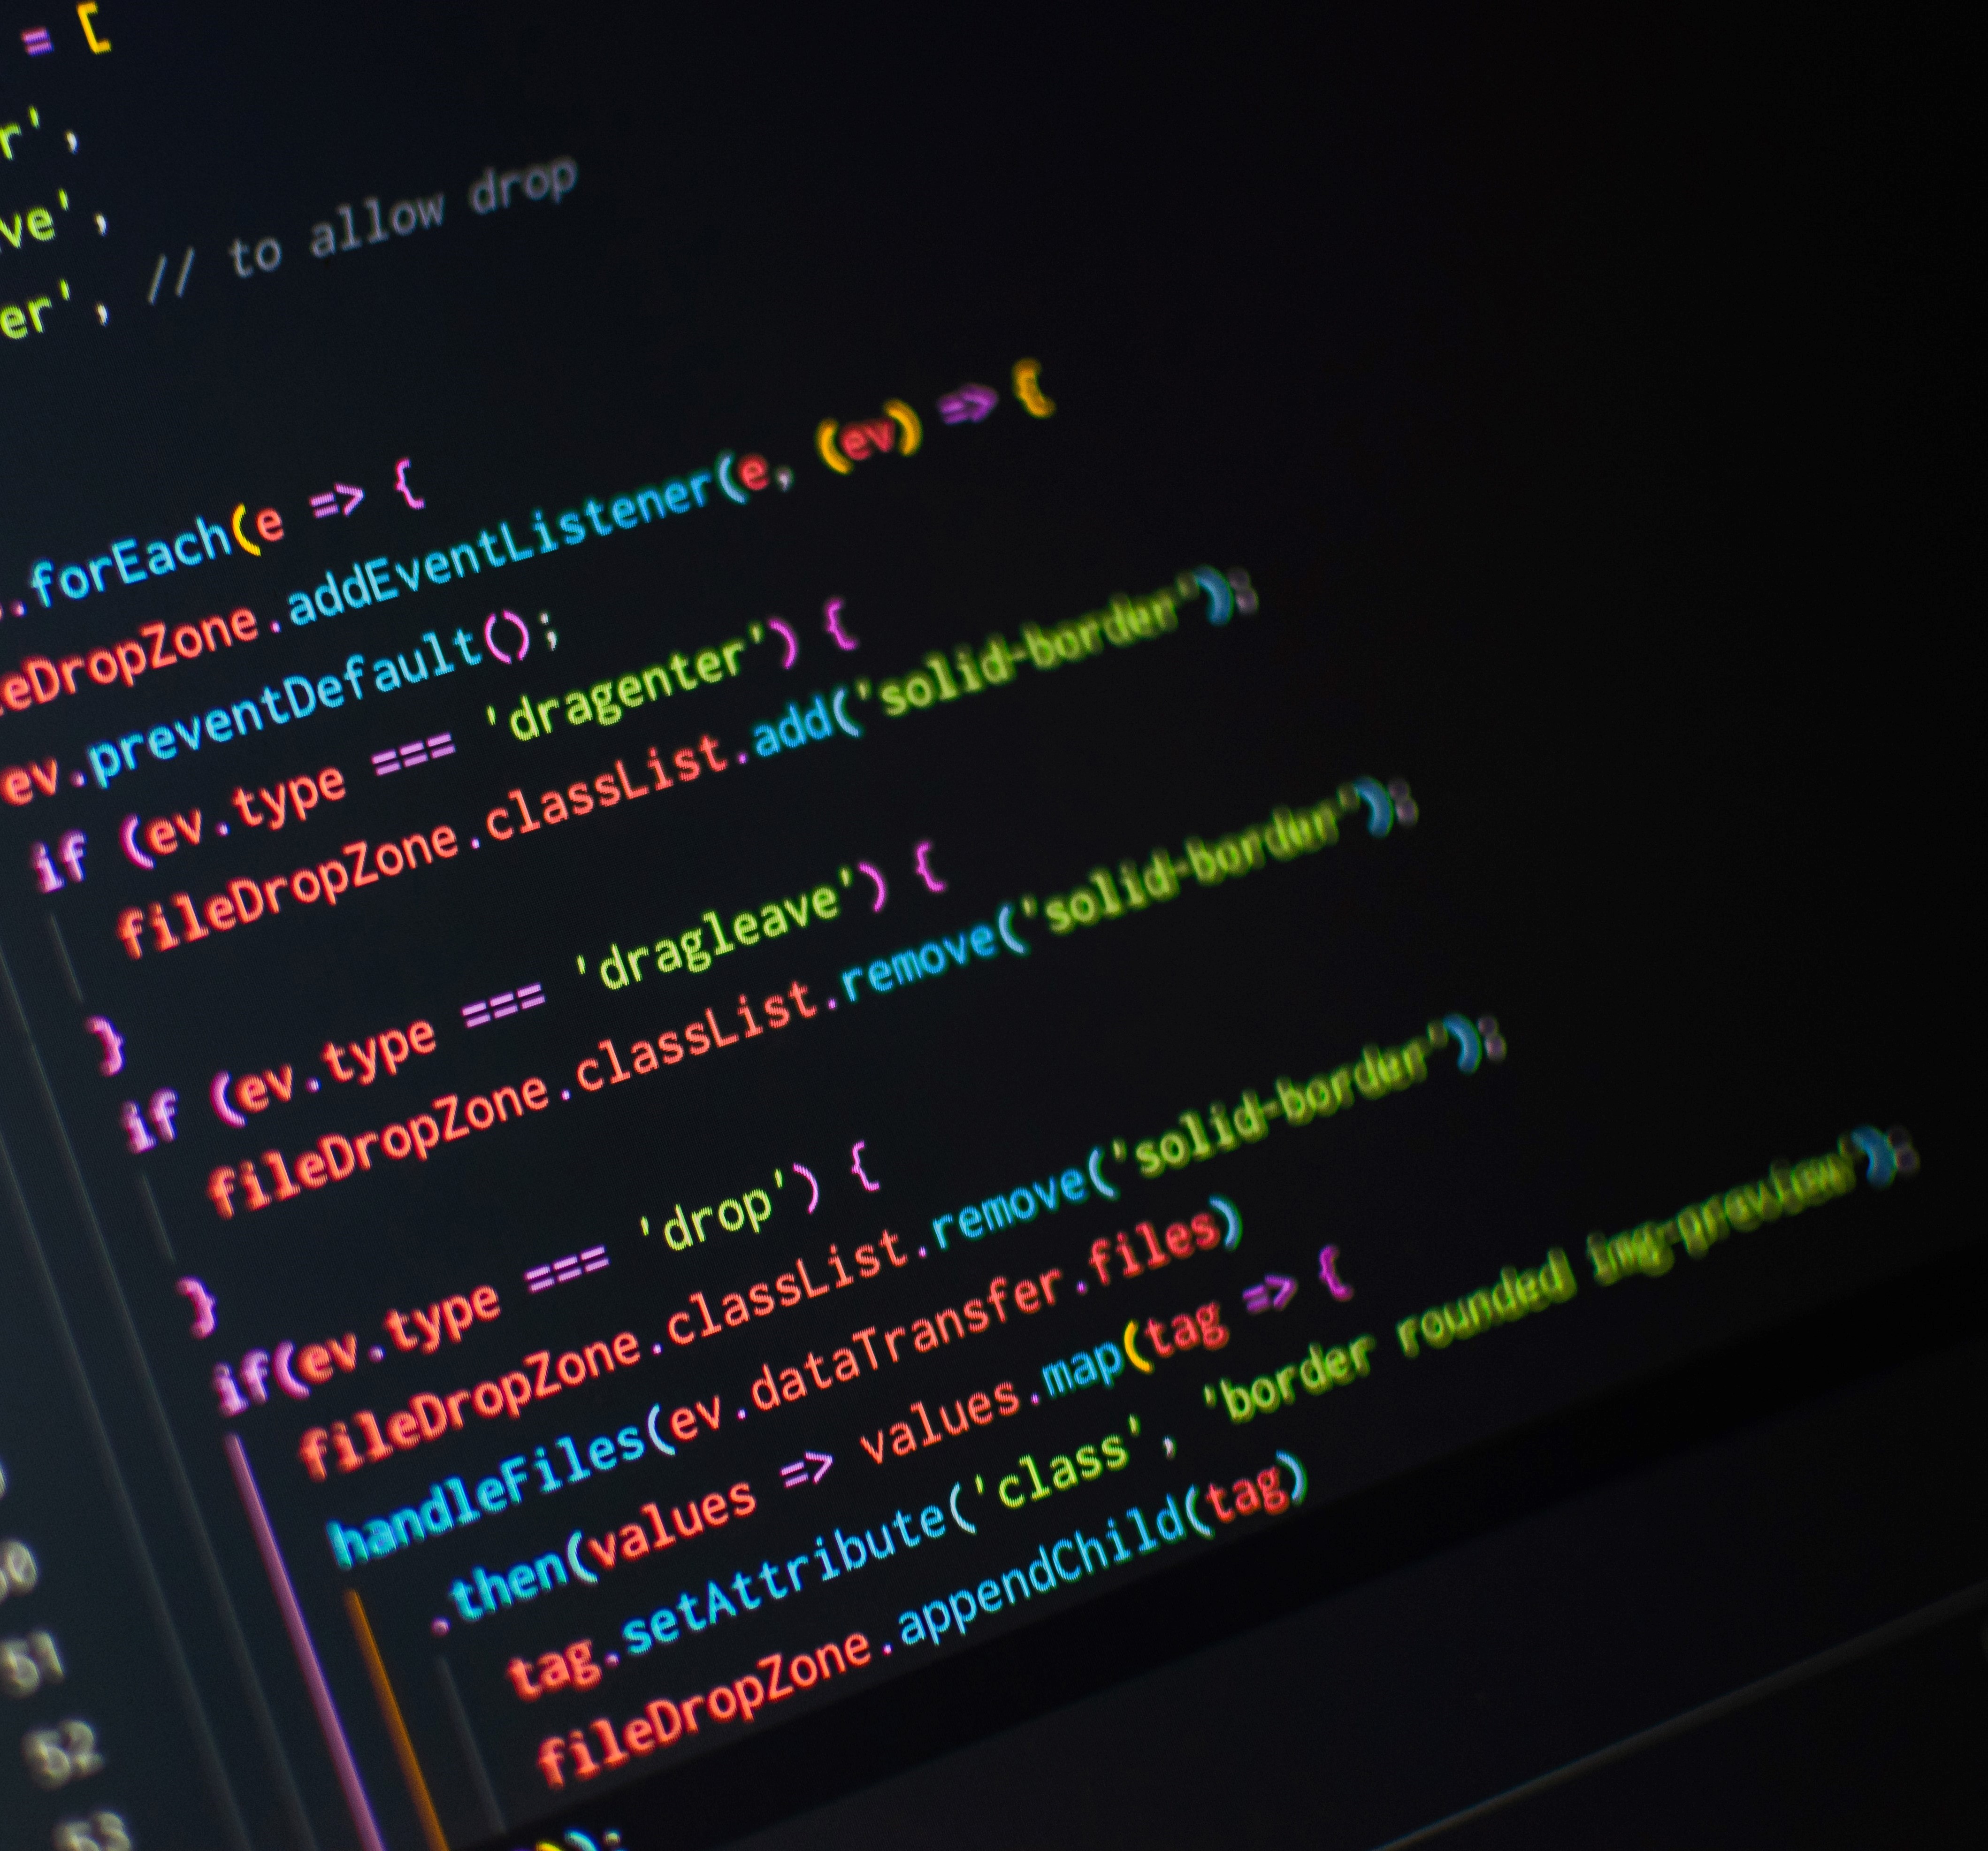 = [
r',
ve',
er', // to allow drop
.forEach(e => {
eDropZone.addEventListener(e, (ev) => {
ev.preventDefault();
if (ev.type === 'dragenter') {
fileDropZone.classList.add('solid-border');
}
if (ev.type === 'dragleave') {
fileDropZone.classList.remove('solid-border');
}
if(ev.type === 'drop') {
fileDropZone.classList.remove('solid-border');
handleFiles(ev.dataTransfer.files)
.then(values => values.map(tag => {
tag.setAttribute('class', 'border rounded img-preview');
fileDropZone.appendChild(tag)
51
52
53